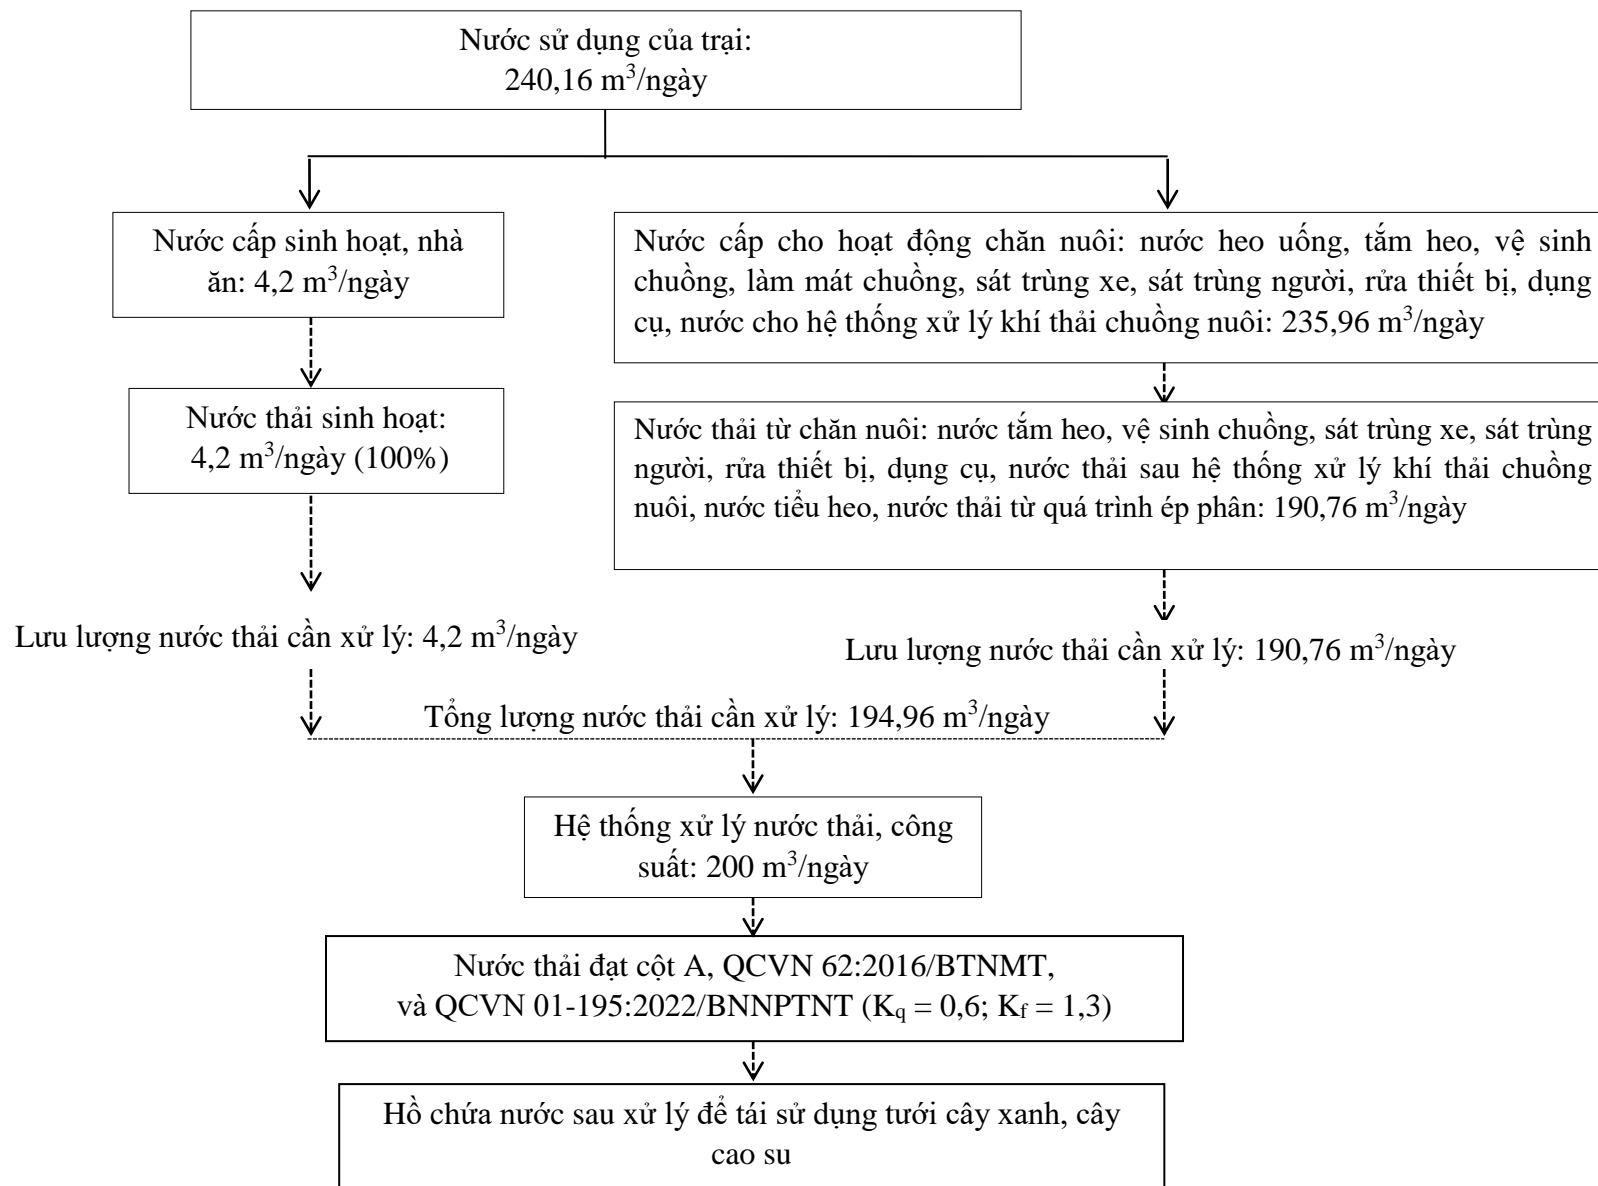 Nước sử dụng của trại:
240,16 m³/ngày
Nước cấp sinh hoạt, nhà
ăn: 4,2 m³/ngày
Nước cấp cho hoạt động chăn nuôi: nước heo uống, tắm heo, vệ sinh
chuồng, làm mát chuồng, sát trùng xe, sát trùng người, rửa thiết bị, dụng
cụ, nước cho hệ thống xử lý khí thải chuồng nuôi: 235,96 m³/ngày
Nước thải sinh hoạt:
4,2 m³/ngày (100%)
Nước thải từ chăn nuôi: nước tắm heo, vệ sinh chuồng, sát trùng xe, sát trùng
người, rửa thiết bị, dụng cụ, nước thải sau hệ thống xử lý khí thải chuồng
nuôi, nước tiểu heo, nước thải từ quá trình ép phân: 190,76 m³/ngày
Lưu lượng nước thải cần xử lý: 4,2 m³/ngày
Lưu lượng nước thải cần xử lý: 190,76 m³/ngày
Tổng lượng nước thải cần xử lý: 194,96 m³/ngày
Hệ thống xử lý nước thải, công
suất: 200 m³/ngày
Nước thải đạt cột A, QCVN 62:2016/BTNMT,
và QCVN 01-195:2022/BNNPTNT (Kq = 0,6; Kf = 1,3)
Hồ chứa nước sau xử lý để tái sử dụng tưới cây xanh, cây
cao su